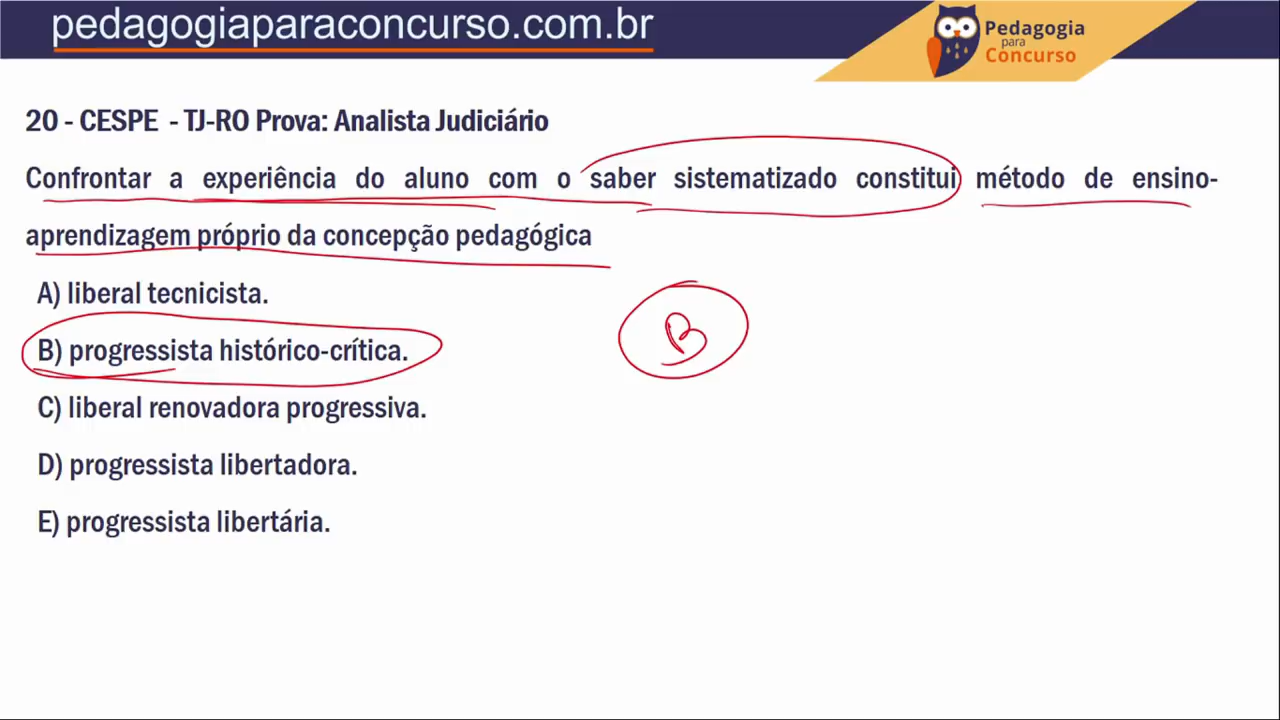 pedagogiaparaconcurso.com.br
Pedagogia
para
Concurso
20 - CESPE - TJ-RO Prova: Analista Judiciário
Confrontar a experiência do aluno com o saber sistematizado constitui método de ensino-
aprendizagem próprio da concepção pedagógica
A) liberal tecnicista.
B) progressista histórico-crítica.
B
C) liberal renovadora progressiva.
D) progressista libertadora.
E) progressista libertária.